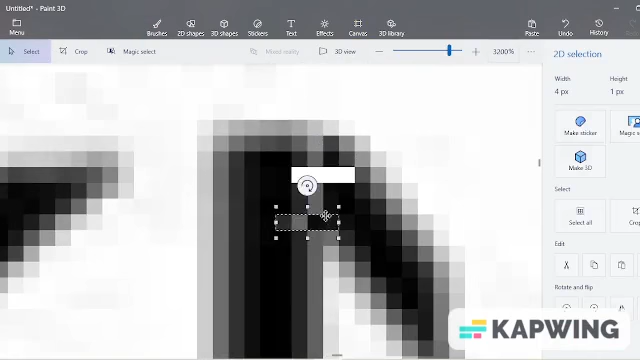 Untitled* - Paint 3D
Menu
Brushes
2D shapes
3D shapes
Stickers
Text
Effects
Canvas
3D library
Paste
Undo
History
Select
Crop
Magic select
Mixed reality
3D view
3200%
2D selection
Width
Height
4 px
1 px
Make sticker
Magic s
Make 3D
Select
Select all
Crop
Edit
Rotate and flip
KAPWING